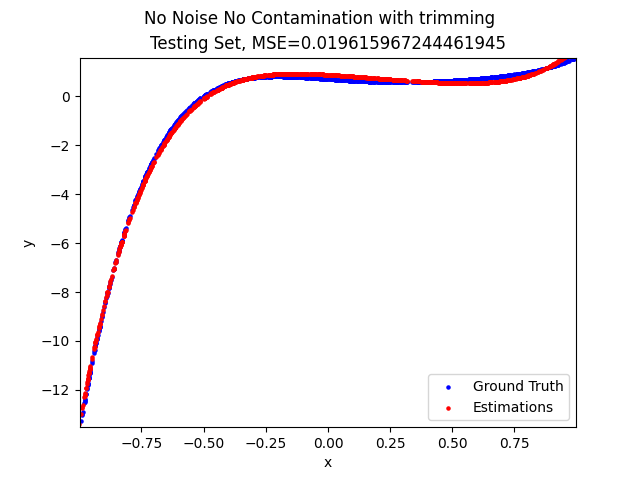 No Noise No Contamination with trimming
Testing Set, MSE=0.019615967244461945
0
−2
−4
−6
−8
−10
−12
y
−0.75
−0.50
−0.25
0.00
0.25
0.50
0.75
x
Ground Truth
Estimations